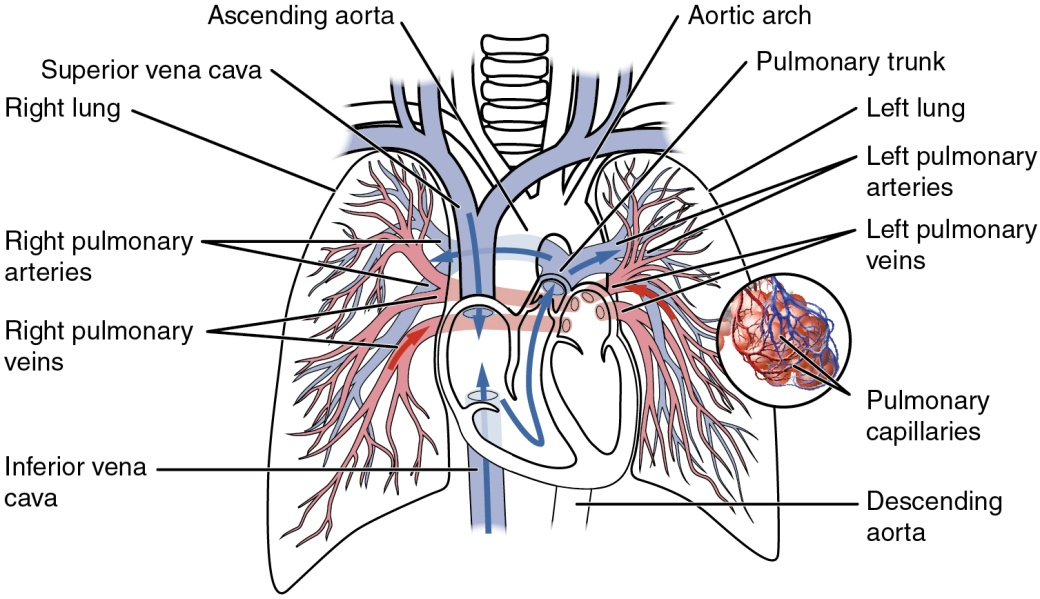 Ascending aorta
Aortic arch
Superior vena cava
Pulmonary trunk
Right lung
Left lung
Left pulmonary
arteries
Right pulmonary
arteries
Left pulmonary
veins
Right pulmonary
veins
Pulmonary
capillaries
Inferior vena
cava
Descending
aorta